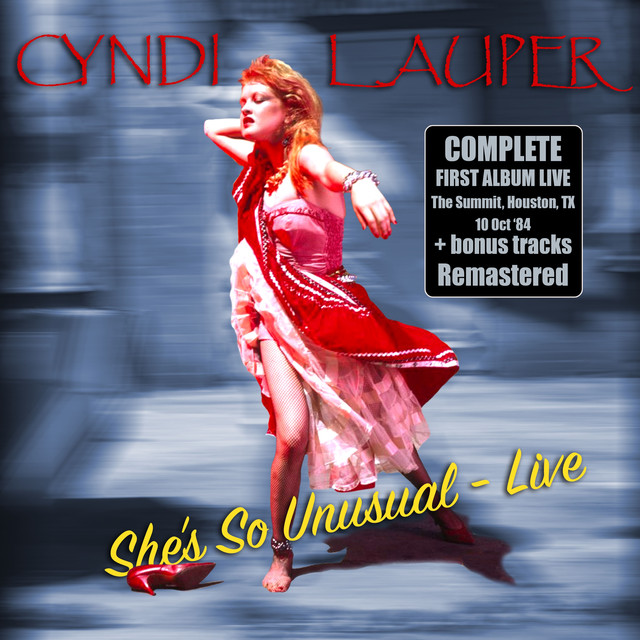 CYNDI LAUPER
COMPLETE
FIRST ALBUM LIVE
The Summit, Houston, TX
10 Oct '84
+ bonus tracks
Remastered
She's So Unusual - Live